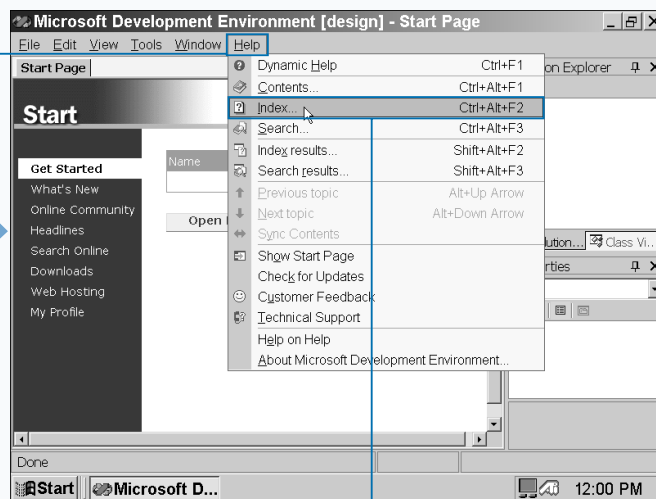 Microsoft Development Environment [design] - Start Page
File Edit View Tools Window Help
Start Page
Dynamic Help Ctrl+F1
on Explorer
Contents... Ctrl+Alt+F1
Index... Ctrl+Alt+F2
Start
Search... Ctrl+Alt+F3
Index results... Shift+Alt+F2
Name
Get Started
Search results... Shift+Alt+F3
What's New
Previous topic Alt+Up Arrow
Online Community
Open
Next topic Alt+Down Arrow
Headlines
Sync Contents
lution... Class Vi...
Search Online
Show Start Page
rties
Downloads
Check for Updates
Web Hosting
Customer Feedback
My Profile
Technical Support
Help on Help
About Microsoft Development Environment...
Done
Start Microsoft D... 12:00 PM